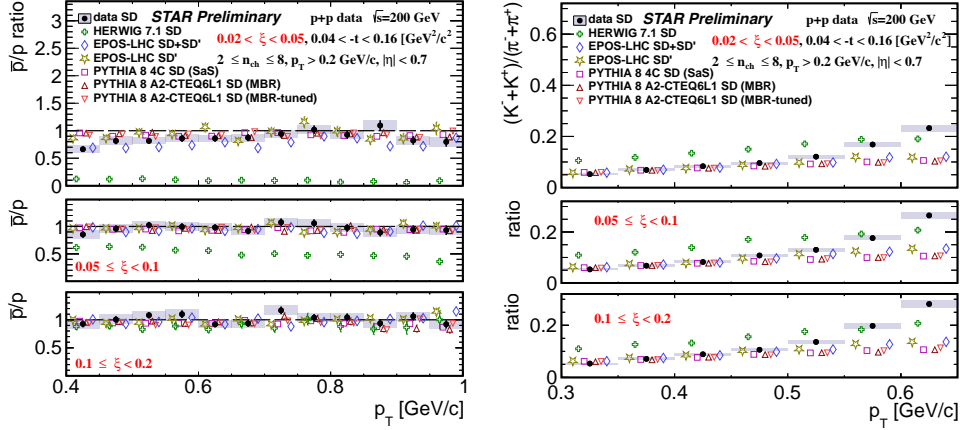 data SD STAR Preliminary p+p data √s=200 GeV
HERWIG 7.1 SD
0.02 < ξ < 0.05, 0.04 < -t < 0.16 [GeV²/c²
EPOS-LHC SD+SD'
EPOS-LHC SD'
2 ≤ n_ch ≤ 8, p_T > 0.2 GeV/c, |η| < 0.7
PYTHIA 8 4C SD (SaS)
PYTHIA 8 A2-CTEQ6L1 SD (MBR)
PYTHIA 8 A2-CTEQ6L1 SD (MBR-tuned)
p̅/p ratio
3
2
1
0.5
0
p̅/p
1
0.5
0.05 ≤ ξ < 0.1
p̅/p
1
0.5
0.1 ≤ ξ < 0.2
0.4 0.6 0.8 1
p_T [GeV/c]
data SD STAR Preliminary p+p data √s=200 GeV
HERWIG 7.1 SD
0.02 < ξ < 0.05, 0.04 < -t < 0.16 [GeV²/c²]
EPOS-LHC SD+SD'
EPOS-LHC SD'
2 ≤ n_ch ≤ 8, p_T > 0.2 GeV/c, |η| < 0.7
PYTHIA 8 4C SD (SaS)
PYTHIA 8 A2-CTEQ6L1 SD (MBR)
PYTHIA 8 A2-CTEQ6L1 SD (MBR-tuned)
(K⁻+K⁺)/(π⁻+π⁺)
0.6
0.4
0.2
0
ratio
0.2
0
0.05 ≤ ξ < 0.1
ratio
0.2
0
0.1 ≤ ξ < 0.2
0.3 0.4 0.5 0.6
p_T [GeV/c]